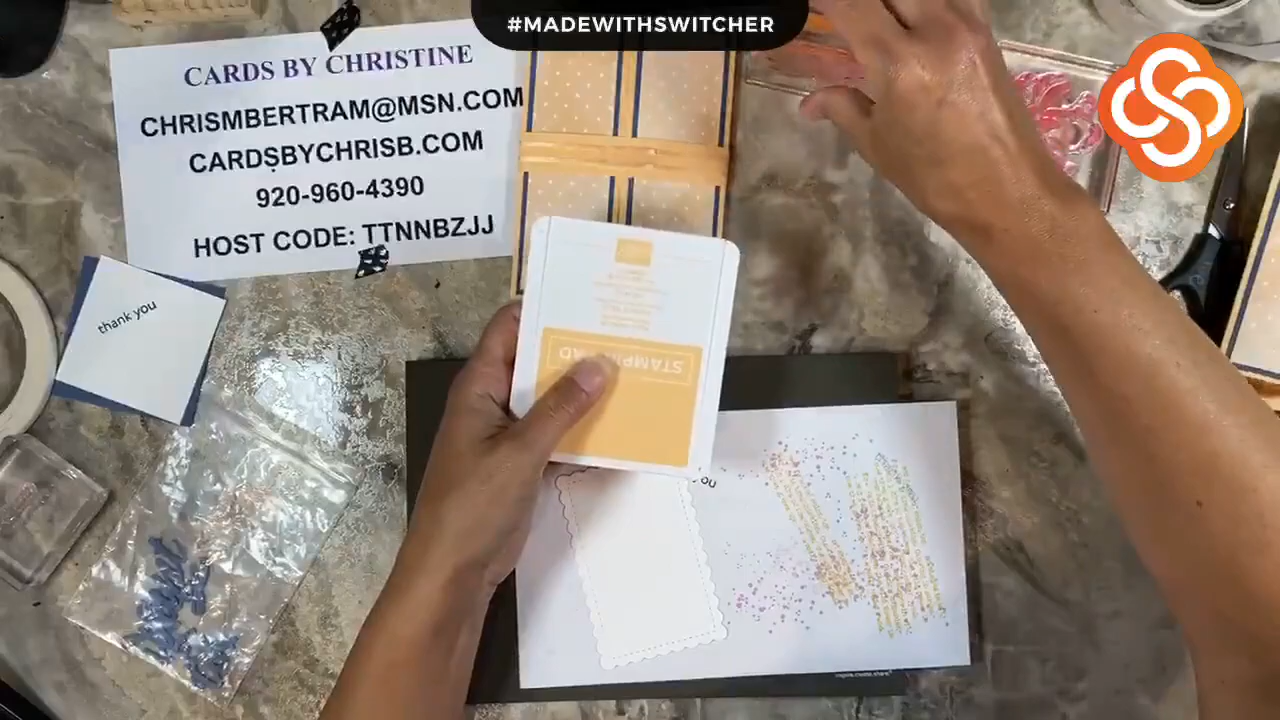 #MADEWITHSWITCHER
CARDS BY CHRISTINE
CHRISMBERTRAM@MSN.COM
CARDSBYCHRISB.COM
920-960-4390
HOST CODE: TTNNBZJJ
thank you